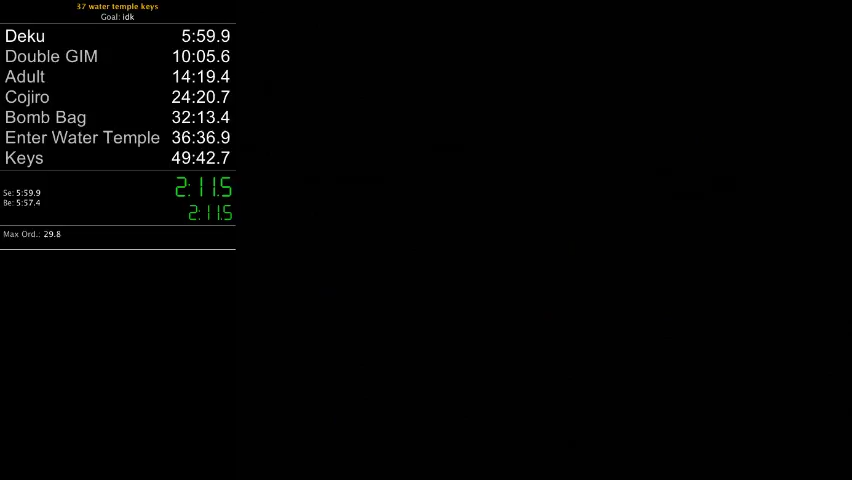 37 water temple keys
Goal: idk
Deku 5:59.9
Double GIM 10:05.6
Adult 14:19.4
Cojiro 24:20.7
Bomb Bag 32:13.4
Enter Water Temple 36:36.9
Keys 49:42.7
2:11.5
Se: 5:59.9
Be: 5:57.4
2:11.5
Max Ord.: 29.8